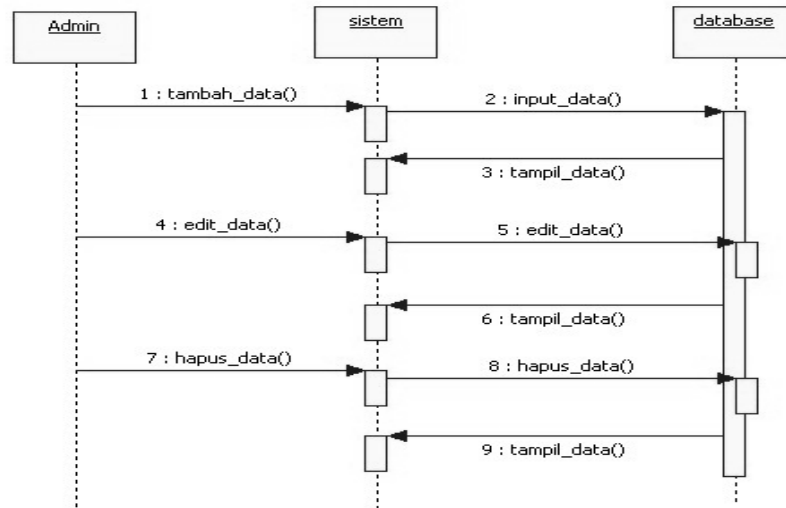 Admin
sistem
database
1 : tambah_data()
2 : input_data()
3 : tampil_data()
4 : edit_data()
5 : edit_data()
6 : tampil_data()
7 : hapus_data()
8 : hapus_data()
9 : tampil_data()